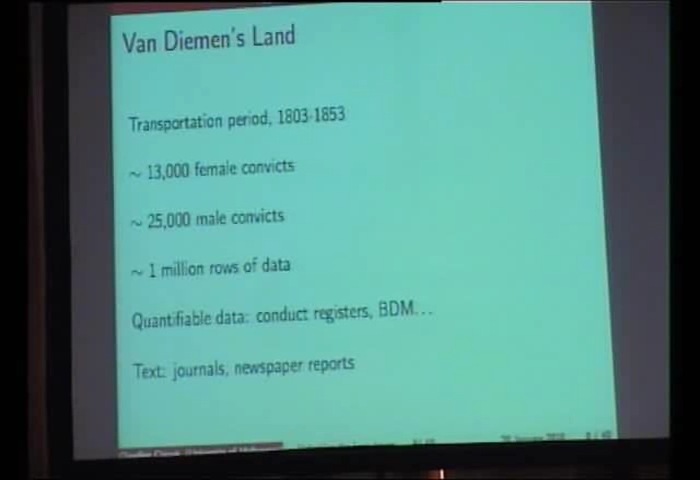 Van Diemen's Land
Transportation period, 1803-1853
~ 13,000 female convicts
~ 25,000 male convicts
~ 1 million rows of data
Quantifiable data: conduct registers, BDM...
Text: journals, newspaper reports